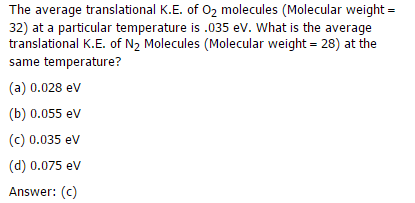 The average translational K.E. of O₂ molecules (Molecular weight =
32) at a particular temperature is .035 eV. What is the average
translational K.E. of N₂ Molecules (Molecular weight = 28) at the
same temperature?
(a) 0.028 eV
(b) 0.055 eV
(c) 0.035 eV
(d) 0.075 eV
Answer: (c)